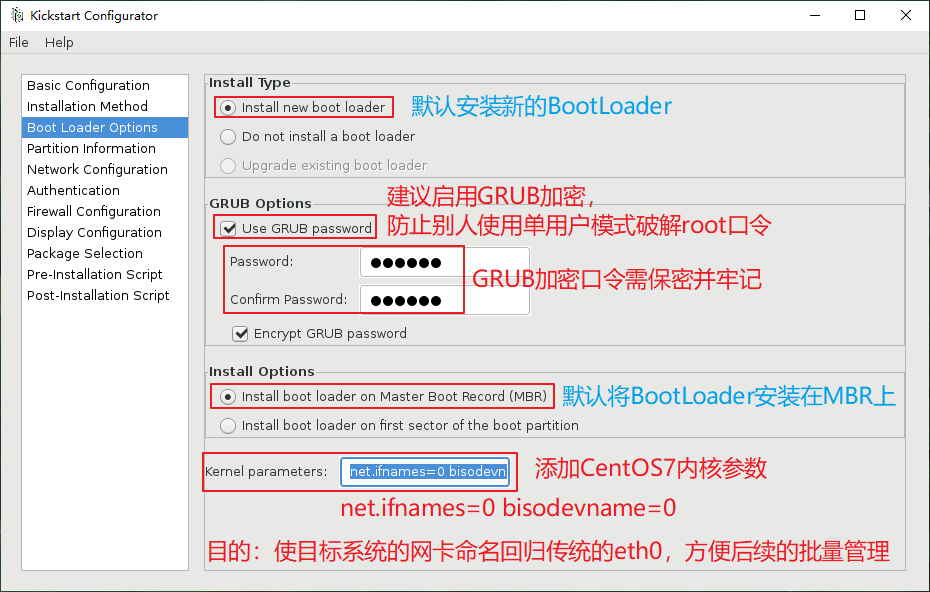 Kickstart Configurator
File Help
Basic Configuration
Installation Method
Boot Loader Options
Partition Information
Network Configuration
Authentication
Firewall Configuration
Display Configuration
Package Selection
Pre-Installation Script
Post-Installation Script
Install Type
Install new boot loader 默认安装新的BootLoader
Do not install a boot loader
Upgrade existing boot loader
建议启用GRUB加密，
GRUB Options
Use GRUB password 防止别人使用单用户模式破解root口令
Password:
GRUB加密口令需保密并牢记
Confirm Password:
Encrypt GRUB password
Install Options
Install boot loader on Master Boot Record (MBR) 默认将BootLoader安装在MBR上
Install boot loader on first sector of the boot partition
Kernel parameters: net.ifnames=0 bisodevn 添加CentOS7内核参数
net.ifnames=0 bisodevname=0
目的：使目标系统的网卡命名回归传统的eth0，方便后续的批量管理